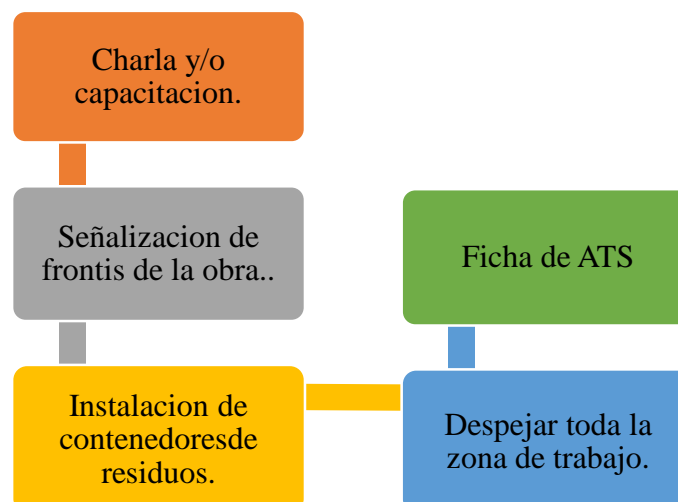 Charla y/o
capacitacion.
Señalizacion de
frontis de la obra..
Instalacion de
contenedoresde
residuos.
Despejar toda la
zona de trabajo.
Ficha de ATS